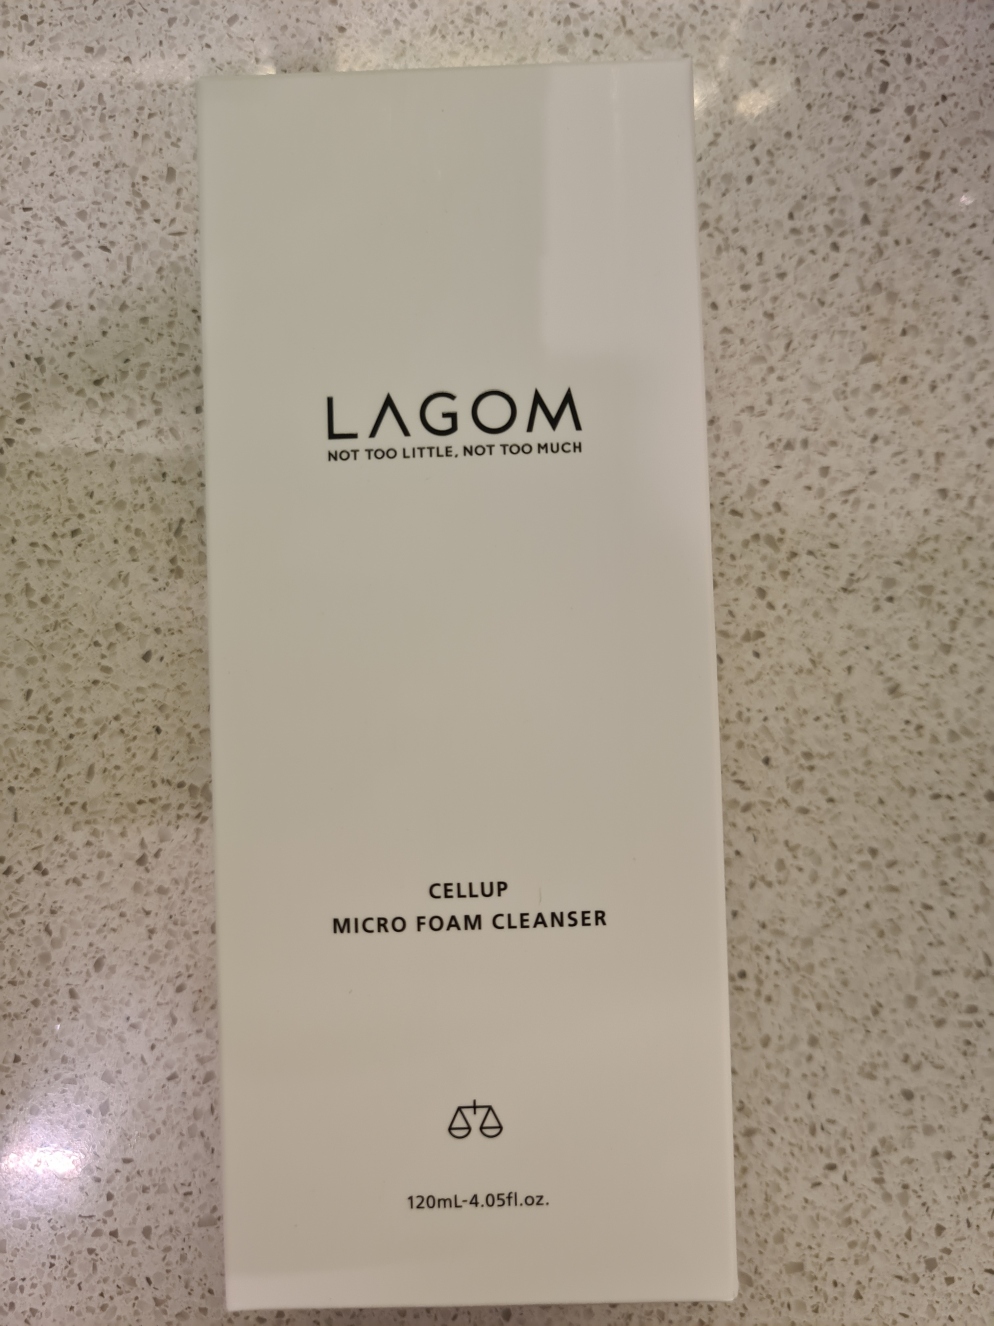 LAGOM
NOT TOO LITTLE, NOT TOO MUCH
CELLUP
MICRO FOAM CLEANSER
120mL-4.05fl.oz.